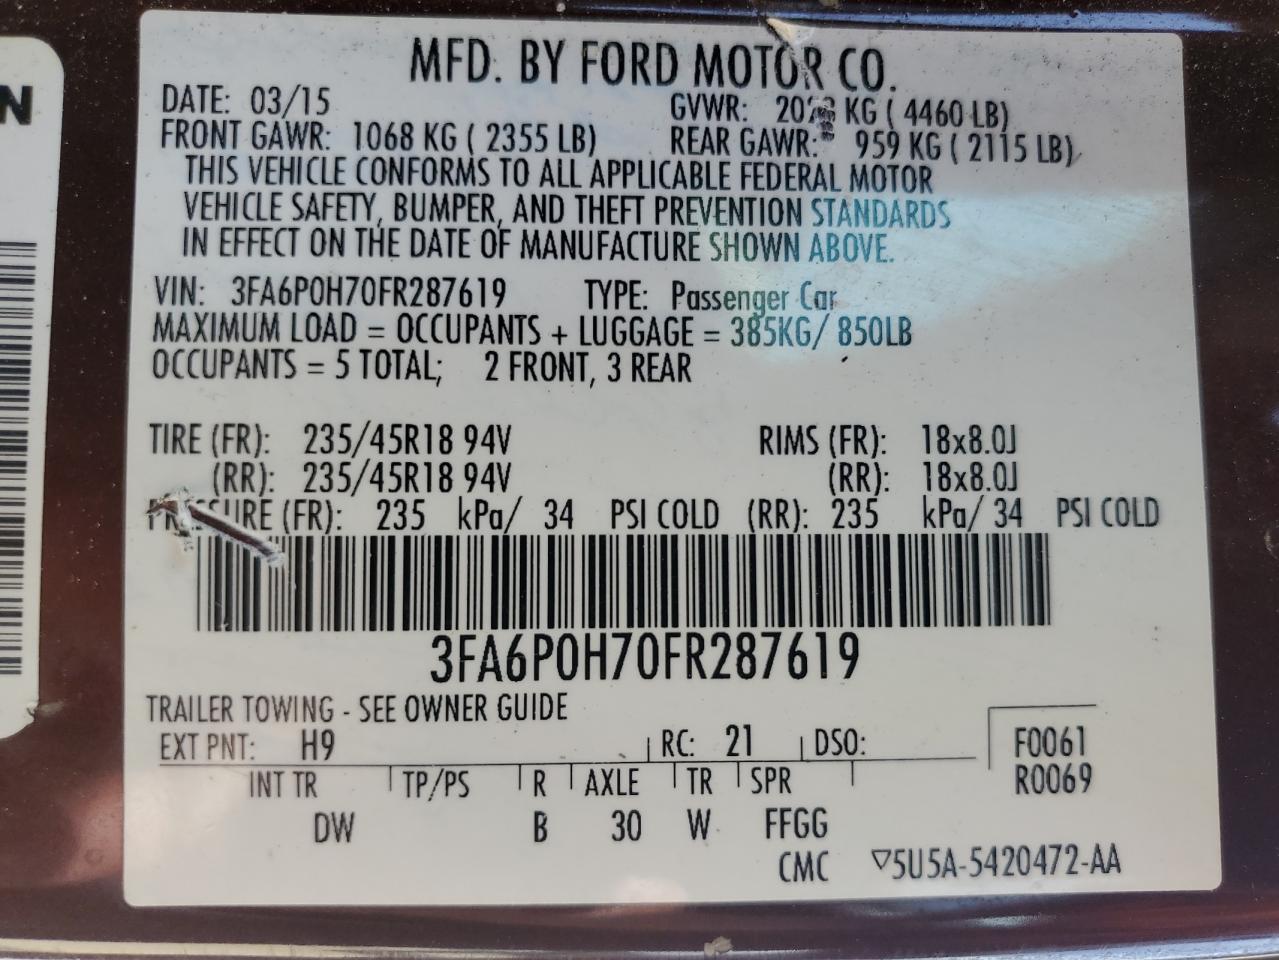 N
MFD. BY FORD MOTOR CO.
DATE: 03/15 GVWR: KG ( 4460 LB)
FRONT GAWR: 1068 KG ( 2355 LB) REAR GAWR: 959 KG ( 2115 LB)
THIS VEHICLE CONFORMS TO ALL APPLICABLE FEDERAL MOTOR
VEHICLE SAFETY, BUMPER, AND THEFT PREVENTION STANDARDS
IN EFFECT ON THE DATE OF MANUFACTURE SHOWN ABOVE.
VIN: 3FA6P0H70FR287619 TYPE: Passenger Car
MAXIMUM LOAD = OCCUPANTS + LUGGAGE = 385KG/ 850LB
OCCUPANTS = 5 TOTAL; 2 FRONT, 3 REAR
TIRE (FR): 235/45R18 94V RIMS (FR): 18x8.0J
(RR): 235/45R18 94V (RR): 18x8.0J
PRESSURE (FR): 235 kPa/ 34 PSI COLD (RR): 235 kPa/ 34 PSI COLD
3FA6P0H70FR287619
TRAILER TOWING - SEE OWNER GUIDE
EXT PNT: H9 RC: 21 DSO: F0061
INT TR TP/PS R AXLE TR SPR R0069
DW B 30 W FFGG
CMC ▽5U5A-5420472-AA